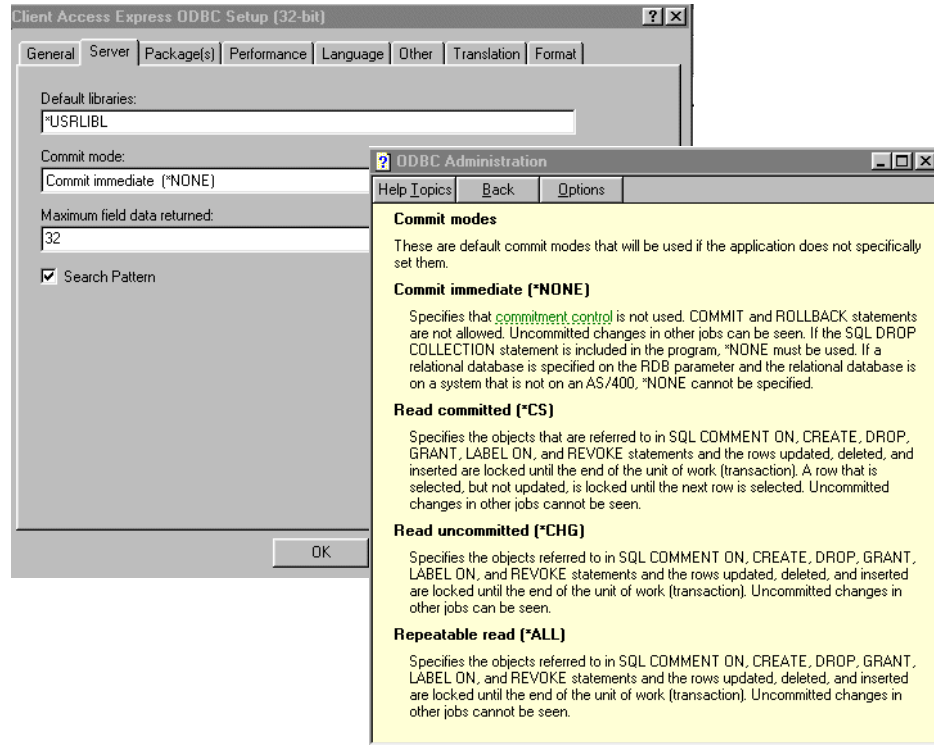 Client Access Express ODBC Setup (32-bit)
General Server Package(s) Performance Language Other Translation Format
Default libraries:
*USRLIBL
Commit mode:
Commit immediate (*NONE)
Maximum field data returned:
32
Search Pattern
OK
ODBC Administration
Help Topics Back Options
Commit modes
These are default commit modes that will be used if the application does not specifically
set them.
Commit immediate (*NONE)
Specifies that commitment control is not used. COMMIT and ROLLBACK statements
are not allowed. Uncommitted changes in other jobs can be seen. If the SQL DROP
COLLECTION statement is included in the program, *NONE must be used. If a
relational database is specified on the RDB parameter and the relational database is
on a system that is not on an AS/400, *NONE cannot be specified.
Read committed (*CS)
Specifies the objects that are referred to in SQL COMMENT ON, CREATE, DROP,
GRANT, LABEL ON, and REVOKE statements and the rows updated, deleted, and
inserted are locked until the end of the unit of work (transaction). A row that is
selected, but not updated, is locked until the next row is selected. Uncommitted
changes in other jobs cannot be seen.
Read uncommitted (*CHG)
Specifies the objects referred to in SQL COMMENT ON, CREATE, DROP, GRANT,
LABEL ON, and REVOKE statements and the rows updated, deleted, and inserted
are locked until the end of the unit of work (transaction). Uncommitted changes in
other jobs can be seen.
Repeatable read (*ALL)
Specifies the objects referred to in SQL COMMENT ON, CREATE, DROP, GRANT,
LABEL ON, and REVOKE statements and the rows updated, deleted, and inserted
are locked until the end of the unit of work (transaction). Uncommitted changes in
other jobs cannot be seen.